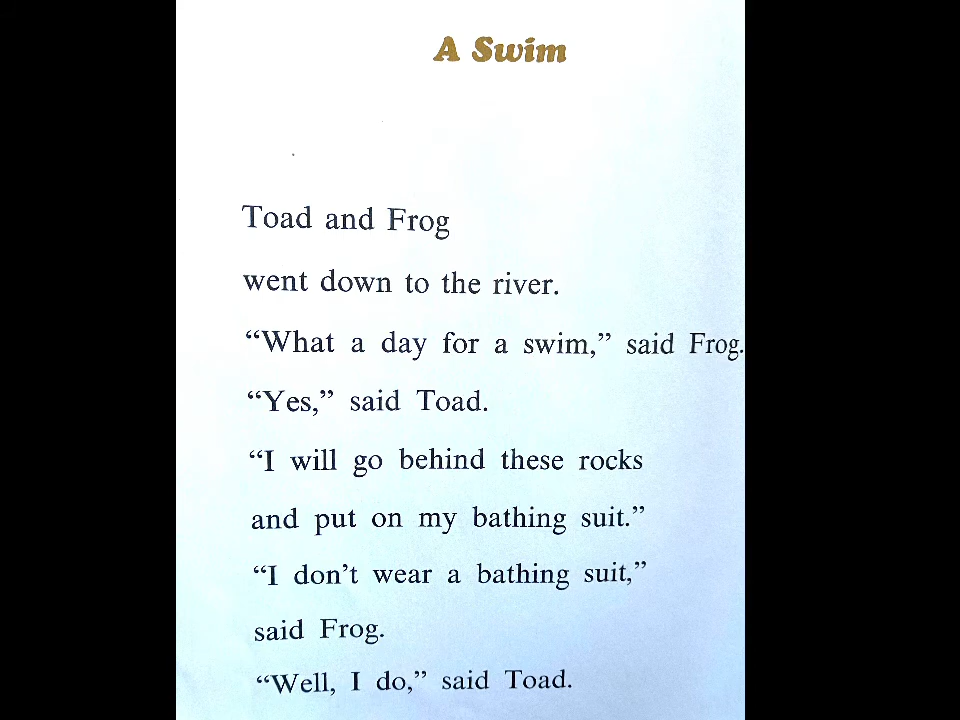 A Swim
Toad and Frog
went down to the river.
“What a day for a swim,” said Frog.
“Yes,” said Toad.
“I will go behind these rocks
and put on my bathing suit.”
“I don’t wear a bathing suit,”
said Frog.
“Well, I do,” said Toad.